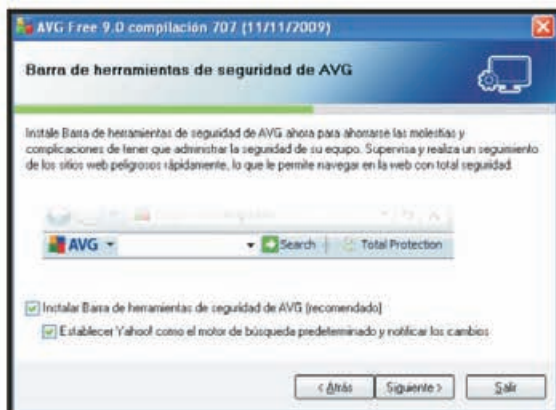 AVG Free 9.0 compilación 707 (11/11/2009)
Barra de herramientas de seguridad de AVG
Instale Barra de herramientas de seguridad de AVG ahora para ahorrarse las molestias y
complicaciones de tener que administrar la seguridad de su equipo. Supervisa y realiza un seguimiento
de los sitios web peligrosos rápidamente, lo que le permite navegar en la web con total seguridad.
AVG Search Total Protection
Instalar Barra de herramientas de seguridad de AVG (recomendado)
Establecer Yahoo! como el motor de búsqueda predeterminado y notificar los cambios
< Atrás Siguiente > Salir